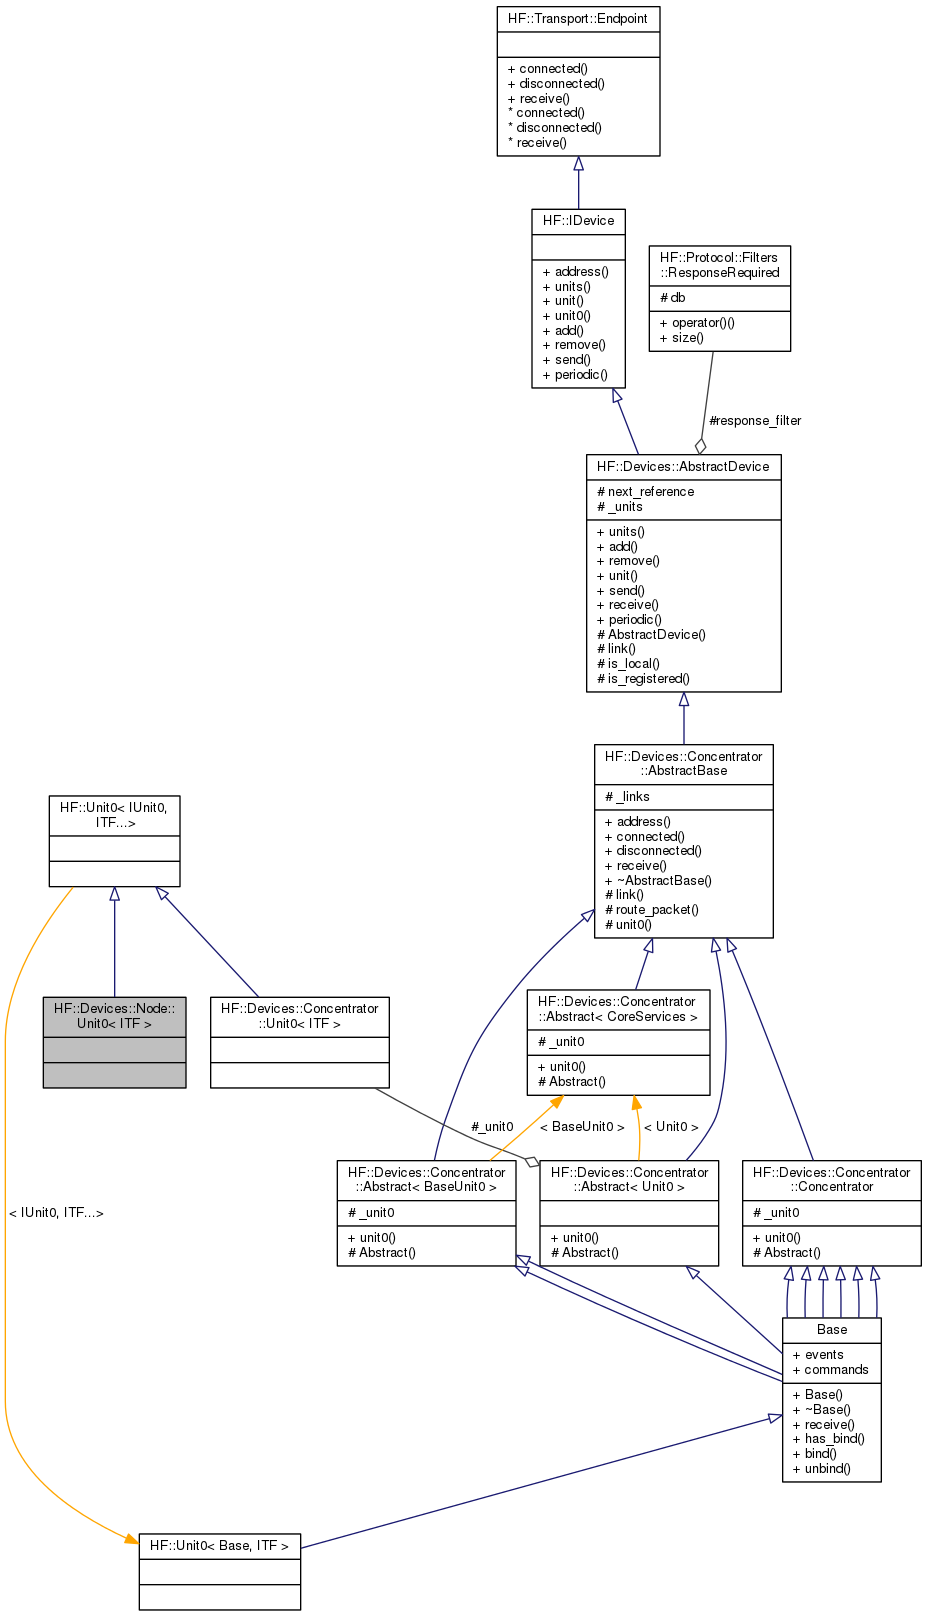 HF::Transport::Endpoint
+ connected()
+ disconnected()
+ receive()
* connected()
* disconnected()
* receive()
HF::IDevice
+ address()
+ units()
+ unit()
+ unit0()
+ add()
+ remove()
+ send()
+ periodic()
HF::Protocol::Filters
::ResponseRequired
# db
+ operator()()
+ size()
#response_filter
HF::Devices::AbstractDevice
# next_reference
# _units
+ units()
+ add()
+ remove()
+ unit()
+ send()
+ receive()
+ periodic()
# AbstractDevice()
# link()
# is_local()
# is_registered()
HF::Devices::Concentrator
::AbstractBase
# _links
+ address()
+ connected()
+ disconnected()
+ receive()
+ ~AbstractBase()
# link()
# route_packet()
# unit0()
HF::Unit0< IUnit0,
ITF...>
HF::Devices::Node::
Unit0< ITF >
HF::Devices::Concentrator
::Unit0< ITF >
HF::Devices::Concentrator
::Abstract< CoreServices >
# _unit0
+ unit0()
# Abstract()
#_unit0
< BaseUnit0 >
< Unit0 >
HF::Devices::Concentrator
::Abstract< BaseUnit0 >
# _unit0
+ unit0()
# Abstract()
HF::Devices::Concentrator
::Abstract< Unit0 >
+ unit0()
# Abstract()
HF::Devices::Concentrator
::Concentrator
# _unit0
+ unit0()
# Abstract()
< IUnit0, ITF...>
Base
+ events
+ commands
+ Base()
+ ~Base()
+ receive()
+ has_bind()
+ bind()
+ unbind()
HF::Unit0< Base, ITF >